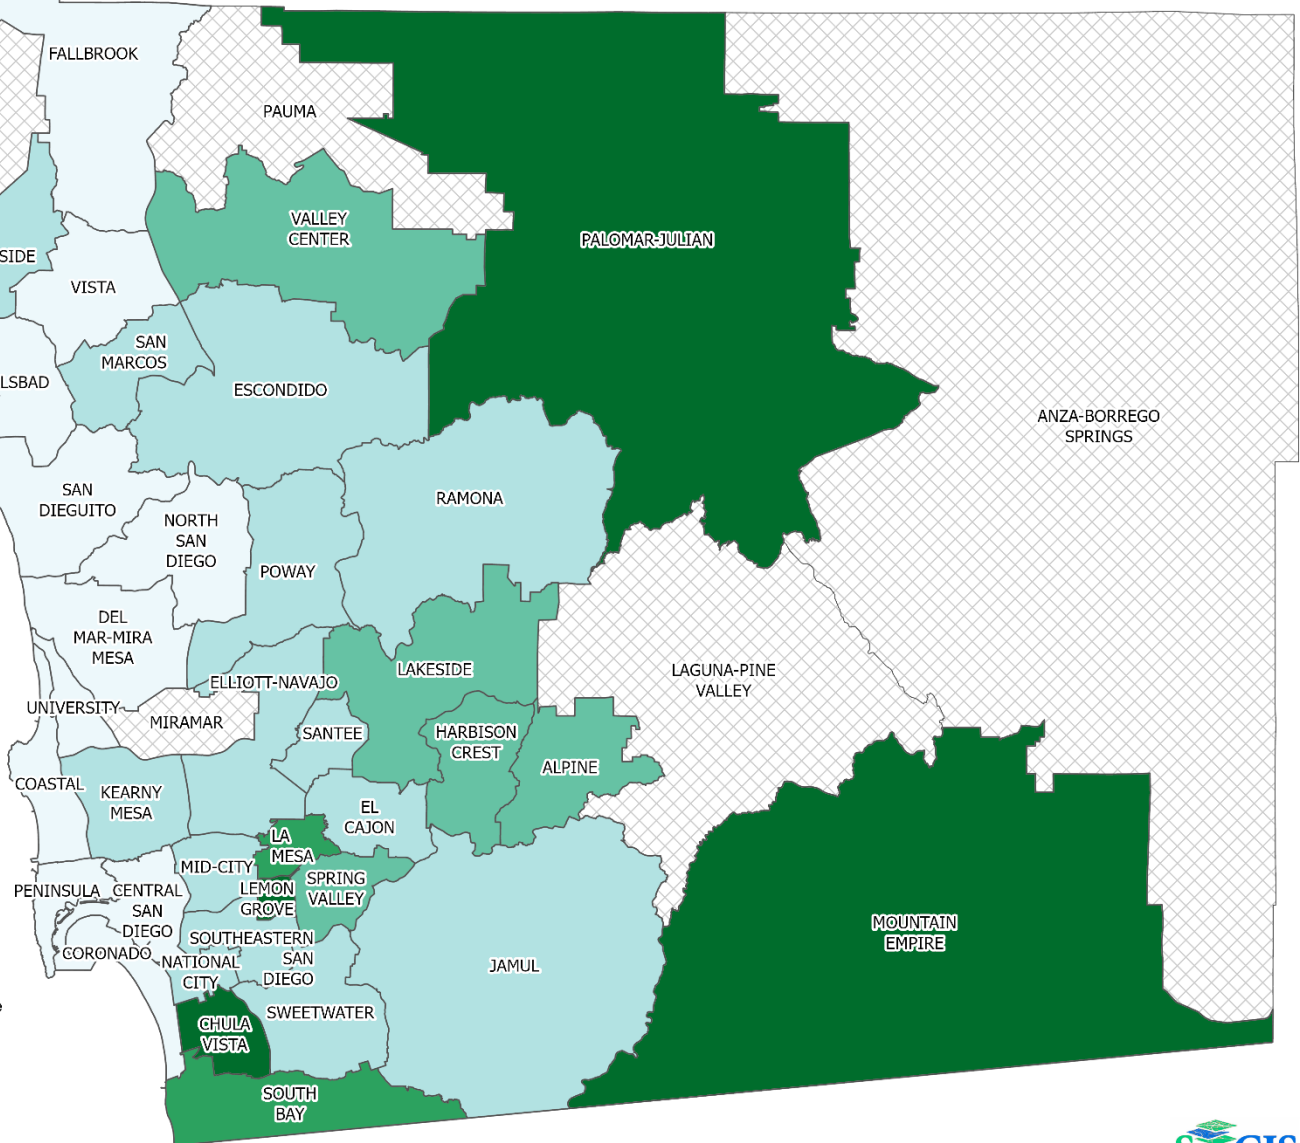 FALLBROOK
PAUMA
VALLEY
CENTER
PALOMAR-JULIAN
SIDE
VISTA
SAN
MARCOS
LSBAD
ESCONDIDO
ANZA-BORREGO
SPRINGS
SAN
DIEGUITO
RAMONA
NORTH
SAN
DIEGO
POWAY
DEL
MAR-MIRA
MESA
LAKESIDE
LAGUNA-PINE
VALLEY
ELLIOTT-NAVAJO
UNIVERSITY
MIRAMAR
SANTEE
HARBISON
CREST
ALPINE
COASTAL
KEARNY
MESA
EL
CAJON
LA
MESA
MID-CITY
SPRING
VALLEY
PENINSULA
CENTRAL
SAN
DIEGO
LEMON
GROVE
MOUNTAIN
EMPIRE
SOUTHEASTERN
SAN
DIEGO
CORONADO
NATIONAL
CITY
JAMUL
SWEETWATER
CHULA
VISTA
SOUTH
BAY